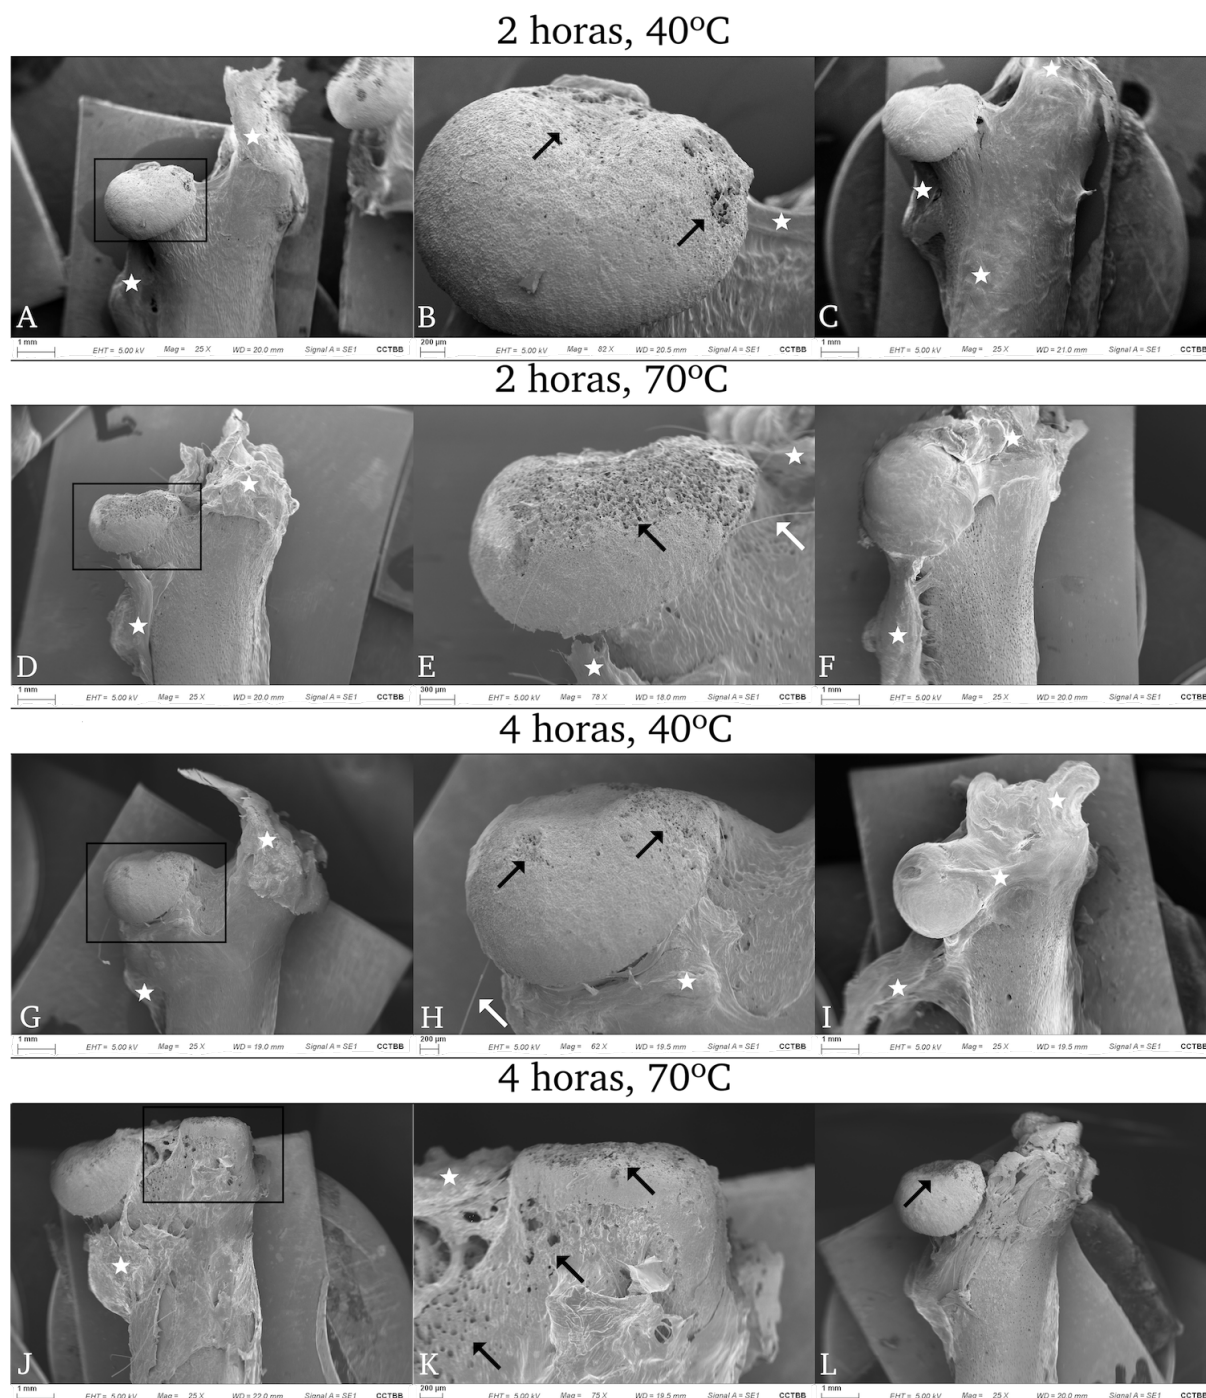 2 horas, 40ºC
A
B
C
1 mm EHT = 5.00 kV Mag = 25 X WD = 20.0 mm Signal A = SE1 CCTBB
200 µm EHT = 5.00 kV Mag = 82 X WD = 20.5 mm Signal A = SE1 CCTBB
1 mm EHT = 5.00 kV Mag = 25 X WD = 21.0 mm Signal A = SE1 CCTBB
2 horas, 70ºC
D
E
F
1 mm EHT = 5.00 kV Mag = 25 X WD = 20.0 mm Signal A = SE1 CCTBB
300 µm EHT = 5.00 kV Mag = 78 X WD = 18.0 mm Signal A = SE1 CCTBB
1 mm EHT = 5.00 kV Mag = 25 X WD = 20.0 mm Signal A = SE1 CCTBB
4 horas, 40ºC
G
H
I
1 mm EHT = 5.00 kV Mag = 25 X WD = 19.0 mm Signal A = SE1 CCTBB
200 µm EHT = 5.00 kV Mag = 62 X WD = 19.5 mm Signal A = SE1 CCTBB
1 mm EHT = 5.00 kV Mag = 25 X WD = 19.5 mm Signal A = SE1 CCTBB
4 horas, 70ºC
J
K
L
1 mm EHT = 5.00 kV Mag = 25 X WD = 22.0 mm Signal A = SE1 CCTBB
200 µm EHT = 5.00 kV Mag = 75 X WD = 19.5 mm Signal A = SE1 CCTBB
1 mm EHT = 5.00 kV Mag = 25 X WD = 20.0 mm Signal A = SE1 CCTBB